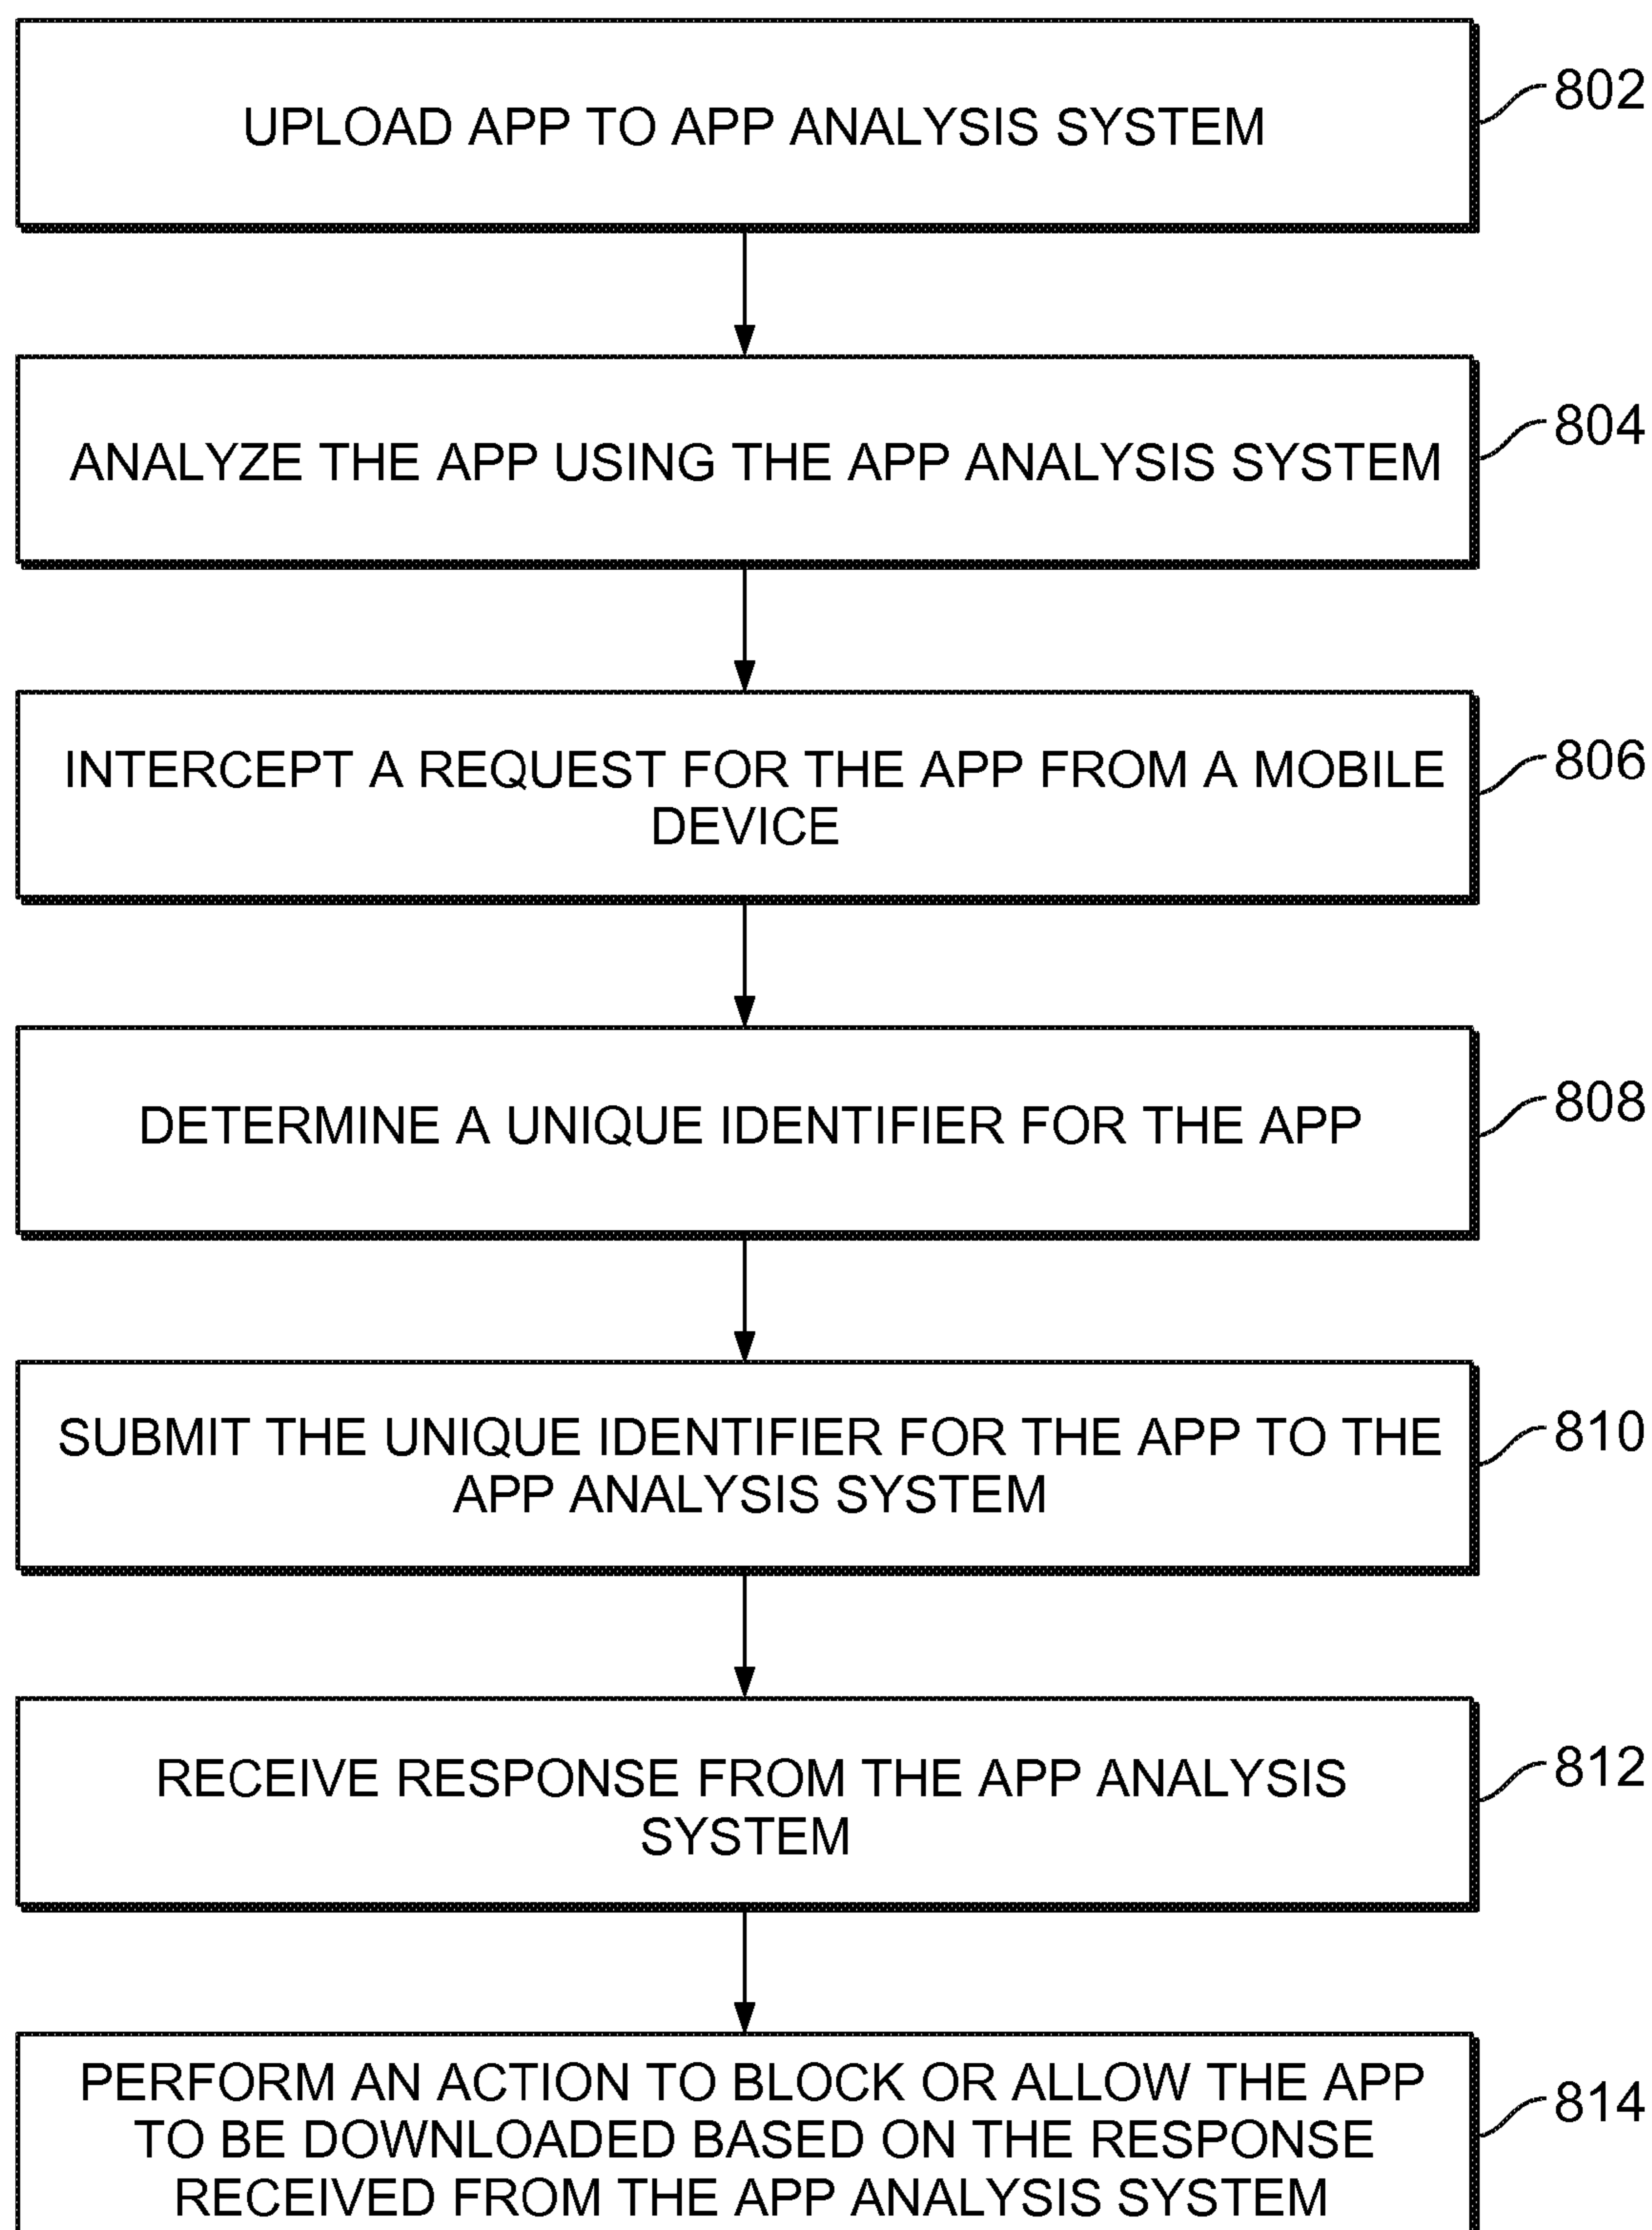 UPLOAD APP TO APP ANALYSIS SYSTEM
802
ANALYZE THE APP USING THE APP ANALYSIS SYSTEM
804
INTERCEPT A REQUEST FOR THE APP FROM A MOBILE
DEVICE
806
DETERMINE A UNIQUE IDENTIFIER FOR THE APP
808
SUBMIT THE UNIQUE IDENTIFIER FOR THE APP TO THE
APP ANALYSIS SYSTEM
810
RECEIVE RESPONSE FROM THE APP ANALYSIS
SYSTEM
812
PERFORM AN ACTION TO BLOCK OR ALLOW THE APP
TO BE DOWNLOADED BASED ON THE RESPONSE
RECEIVED FROM THE APP ANALYSIS SYSTEM
814